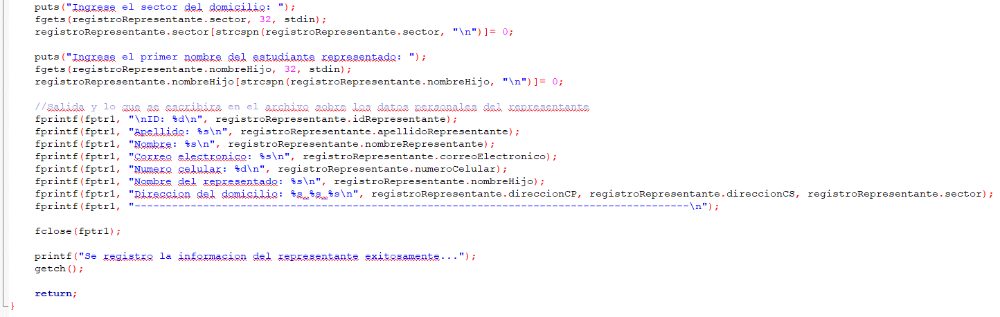 puts("Ingrese el sector del domicilio: ");
fgets(registroRepresentante.sector, 32, stdin);
registroRepresentante.sector[strcspn(registroRepresentante.sector, "\n")]= 0;
puts("Ingrese el primer nombre del estudiante representado: ");
fgets(registroRepresentante.nombreHijo, 32, stdin);
registroRepresentante.nombreHijo[strcspn(registroRepresentante.nombreHijo, "\n")]= 0;
//Salida y lo que se escribira en el archivo sobre los datos personales del representante
fprintf(fptr1, "\nID: %d\n", registroRepresentante.idRepresentante);
fprintf(fptr1, "Apellido: %s\n", registroRepresentante.apellidoRepresentante);
fprintf(fptr1, "Nombre: %s\n", registroRepresentante.nombreRepresentante);
fprintf(fptr1, "Correo electronico: %s\n", registroRepresentante.correoElectronico);
fprintf(fptr1, "Numero celular: %d\n", registroRepresentante.numeroCelular);
fprintf(fptr1, "Nombre del representado: %s\n", registroRepresentante.nombreHijo);
fprintf(fptr1, "Direccion del domicilio: %s_%s_%s\n", registroRepresentante.direccionCP, registroRepresentante.direccionCS, registroRepresentante.sector);
fprintf(fptr1, "-----------------------------------------------------------------------------------------\n");
fclose(fptr1);
printf("Se registro la informacion del representante exitosamente...");
getch();
return;
}